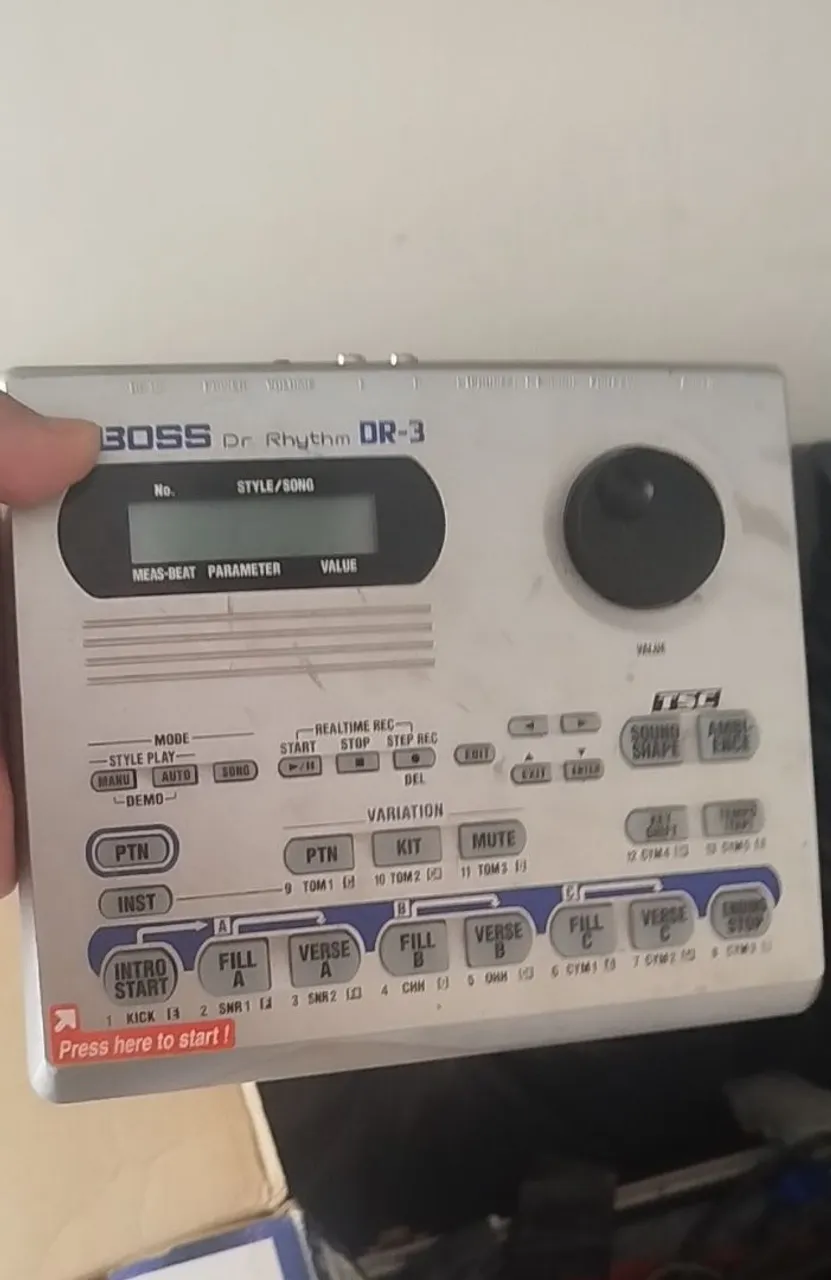 BOSS Dr. Rhythm DR-3
No. STYLE/SONG
MEAS-BEAT PARAMETER VALUE
VALUE
TSC
SOUND SHAPE
AMBI-ENCE
MODE
STYLE PLAY
MANU AUTO SONG
DEMO
REALTIME REC
START STOP STEP REC
DEL
EDIT
EXIT ENTER
VARIATION
PTN
PTN KIT MUTE
9 TOM1 10 TOM2 11 TOM3
KEY SHIFT
12 CYM4
INST
A B C
INTRO START
FILL A
VERSE A
FILL B
VERSE B
FILL C
VERSE C
ENDING STOP
1 KICK 2 SNR1 3 SNR2 4 CHH 5 OHH 6 CYM1 7 CYM2 8 CYM3
Press here to start !